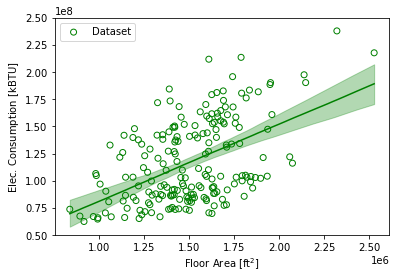 1e8
Dataset
2.50
2.25
2.00
1.75
1.50
1.25
1.00
0.75
0.50
Elec. Consumption [kBTU]
1.00 1.25 1.50 1.75 2.00 2.25 2.50
Floor Area [ft²]
1e6